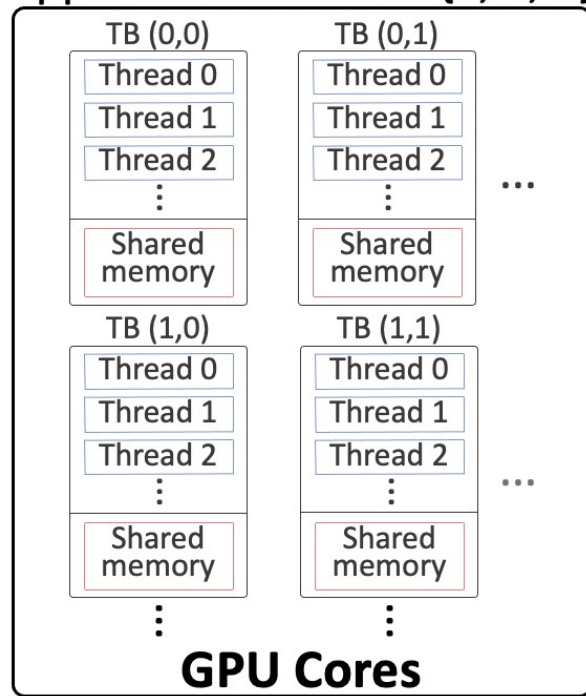 TB (0,0) TB (0,1)
Thread 0 Thread 0
Thread 1 Thread 1
Thread 2 Thread 2
⋮ ⋮ ...
Shared Shared
memory memory
TB (1,0) TB (1,1)
Thread 0 Thread 0
Thread 1 Thread 1
Thread 2 Thread 2
⋮ ⋮ ...
Shared Shared
memory memory
⋮ ⋮
GPU Cores